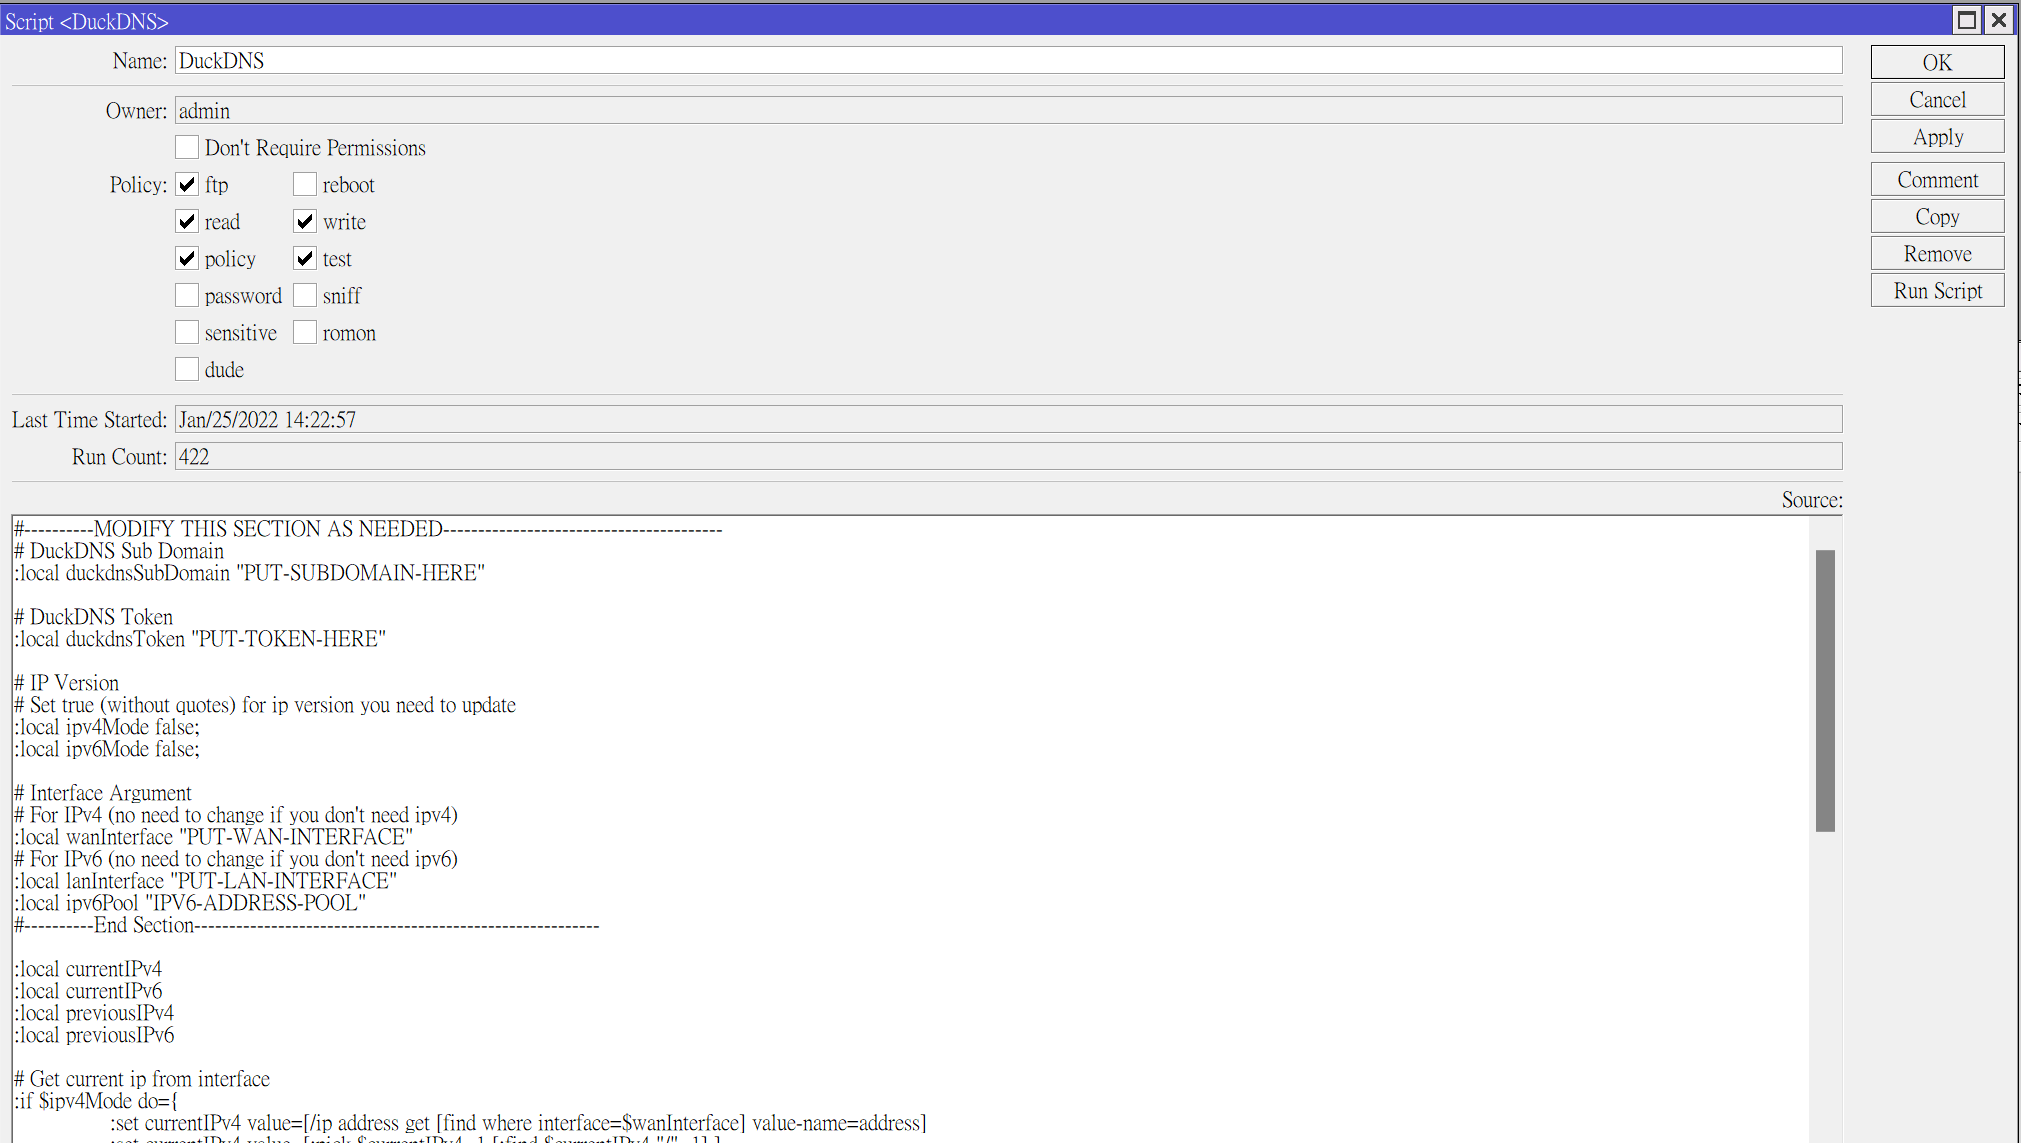 Script <DuckDNS>
Name: DuckDNS
OK
Cancel
Apply
Comment
Copy
Remove
Run Script
Owner: admin
Don't Require Permissions
Policy: ftp reboot
read write
policy test
password sniff
sensitive romon
dude
Last Time Started: Jan/25/2022 14:22:57
Run Count: 422
Source:
#----------MODIFY THIS SECTION AS NEEDED----------------------------------------
# DuckDNS Sub Domain
:local duckdnsSubDomain "PUT-SUBDOMAIN-HERE"
# DuckDNS Token
:local duckdnsToken "PUT-TOKEN-HERE"
# IP Version
# Set true (without quotes) for ip version you need to update
:local ipv4Mode false;
:local ipv6Mode false;
# Interface Argument
# For IPv4 (no need to change if you don't need ipv4)
:local wanInterface "PUT-WAN-INTERFACE"
# For IPv6 (no need to change if you don't need ipv6)
:local lanInterface "PUT-LAN-INTERFACE"
:local ipv6Pool "IPV6-ADDRESS-POOL"
#----------End Section----------------------------------------------------------
:local currentIPv4
:local currentIPv6
:local previousIPv4
:local previousIPv6
# Get current ip from interface
:if $ipv4Mode do={
:set currentIPv4 value=[/ip address get [find where interface=$wanInterface] value-name=address]